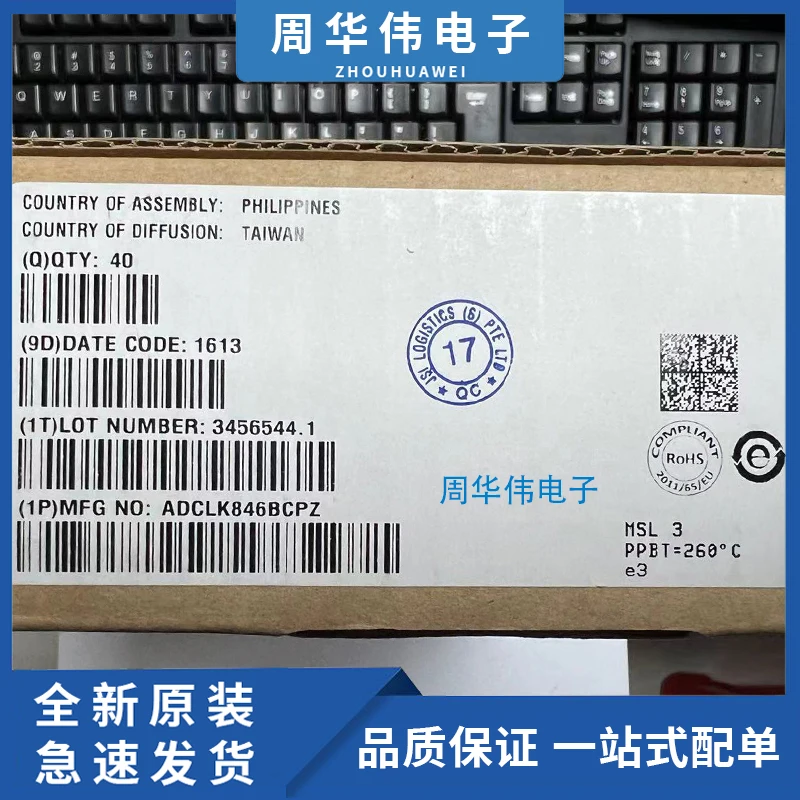 周华伟电子
ZHOUHUAWEI
COUNTRY OF ASSEMBLY: PHILIPPINES
COUNTRY OF DIFFUSION: TAIWAN
(Q)QTY: 40
(9D)DATE CODE: 1613
(1T)LOT NUMBER: 3456544.1
(1P)MFG NO: ADCLK846BCPZ
JSI LOGISTICS (6) PTE LTD
17
★ QC ★
COMPLIANT
RoHS
2011/65/EU
e
周华伟电子
MSL 3
PPBT=260°C
e3
全新原装
急速发货
品质保证 一站式配单